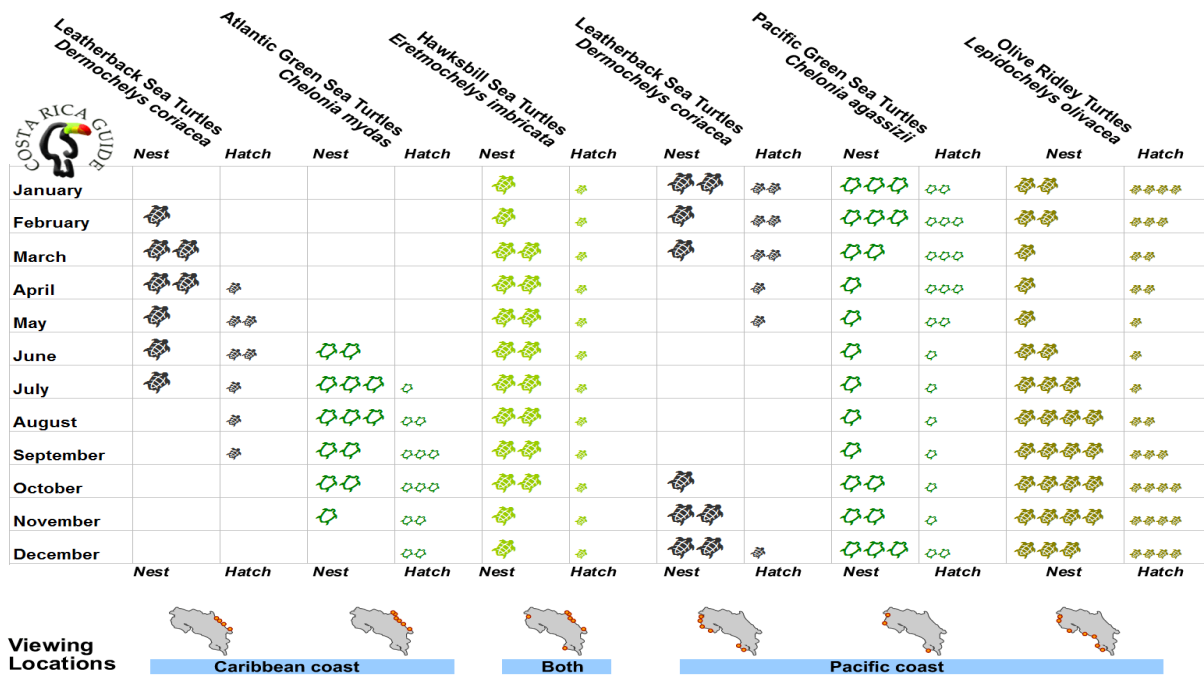 Leatherback Sea Turtles
Dermochelys coriacea
Atlantic Green Sea Turtles
Chelonia mydas
Hawksbill Sea Turtles
Eretmochelys imbricata
Leatherback Sea Turtles
Dermochelys coriacea
Pacific Green Sea Turtles
Chelonia agassizii
Olive Ridley Turtles
Lepidochelys olivacea
COSTA RICA GUIDE
Nest Hatch Nest Hatch Nest Hatch Nest Hatch Nest Hatch Nest Hatch
January
February
March
April
May
June
July
August
September
October
November
December
Nest Hatch Nest Hatch Nest Hatch Nest Hatch Nest Hatch Nest Hatch
Viewing
Locations
Caribbean coast Both Pacific coast